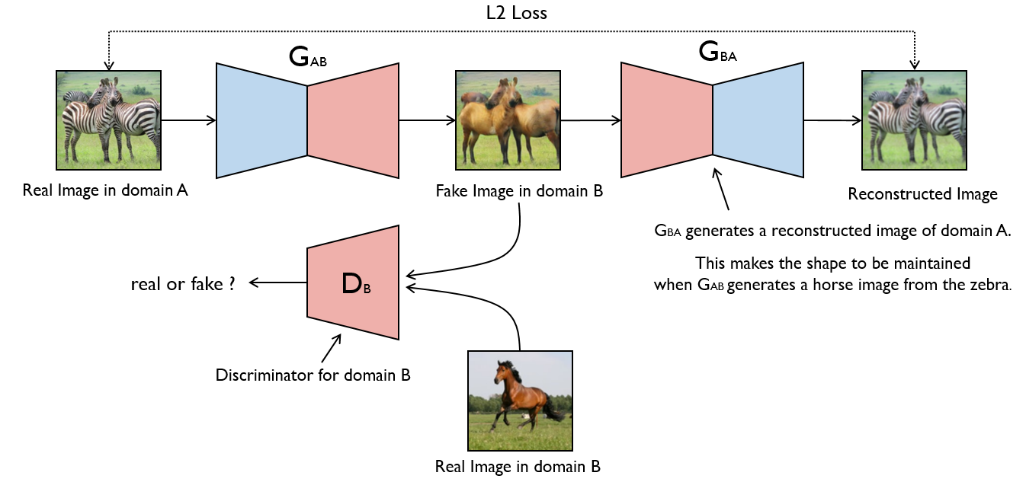 L2 Loss
GAB
GBA
Real Image in domain A
Fake Image in domain B
Reconstructed Image
GBA generates a reconstructed image of domain A.
This makes the shape to be maintained
when GAB generates a horse image from the zebra.
real or fake ?
DB
Discriminator for domain B
Real Image in domain B